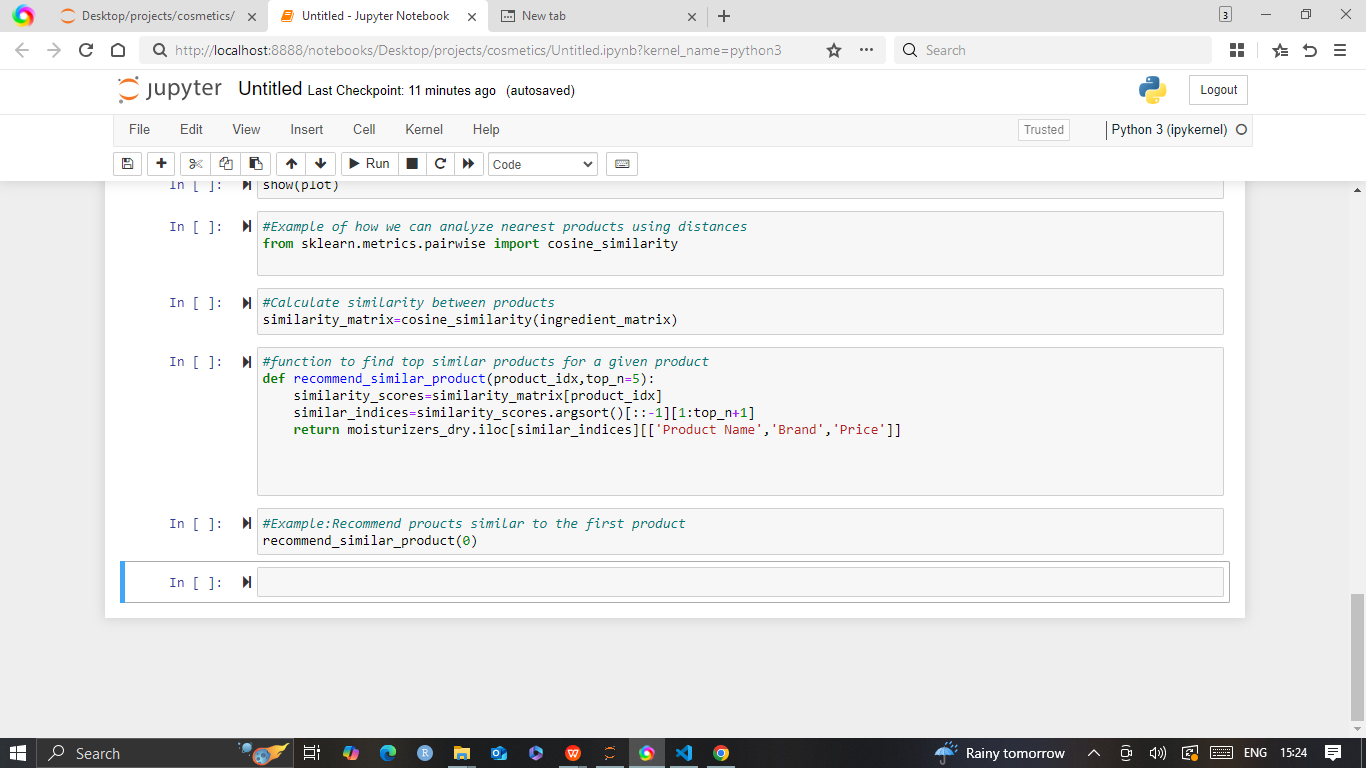 Desktop/projects/cosmetics/
Untitled - Jupyter Notebook
New tab
3
http://localhost:8888/notebooks/Desktop/projects/cosmetics/Untitled.ipynb?kernel_name=python3
Search
jupyter Untitled Last Checkpoint: 11 minutes ago (autosaved)
Logout
File Edit View Insert Cell Kernel Help
Trusted
Python 3 (ipykernel)
Run
Code
In [ ]:
show(plot)
In [ ]:
#Example of how we can analyze nearest products using distances
from sklearn.metrics.pairwise import cosine_similarity
In [ ]:
#Calculate similarity between products
similarity_matrix=cosine_similarity(ingredient_matrix)
In [ ]:
#function to find top similar products for a given product
def recommend_similar_product(product_idx,top_n=5):
    similarity_scores=similarity_matrix[product_idx]
    similar_indices=similarity_scores.argsort()[::-1][1:top_n+1]
    return moisturizers_dry.iloc[similar_indices][['Product Name','Brand','Price']]
In [ ]:
#Example:Recommend proucts similar to the first product
recommend_similar_product(0)
In [ ]:
Search
R
W
Rainy tomorrow
ENG
15:24